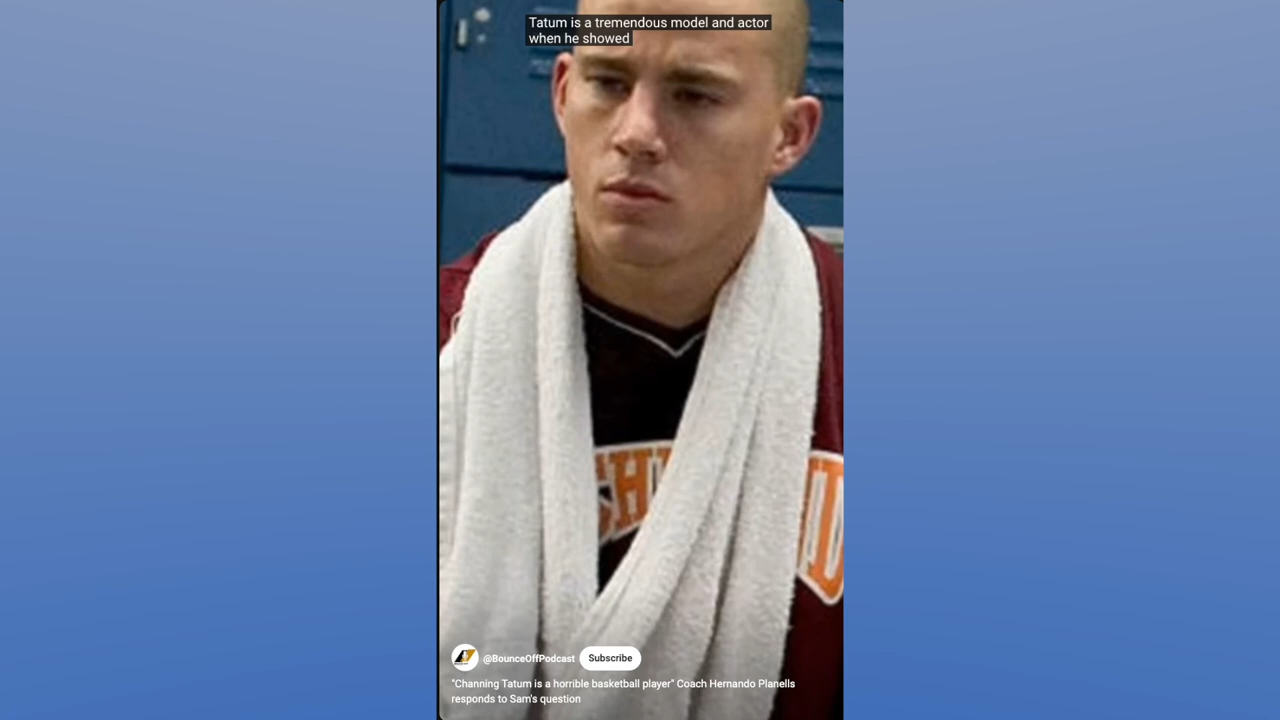 Tatum is a tremendous model and actor
when he showed
@BounceOffPodcast Subscribe
"Channing Tatum is a horrible basketball player" Coach Hernando Planells
responds to Sam's question